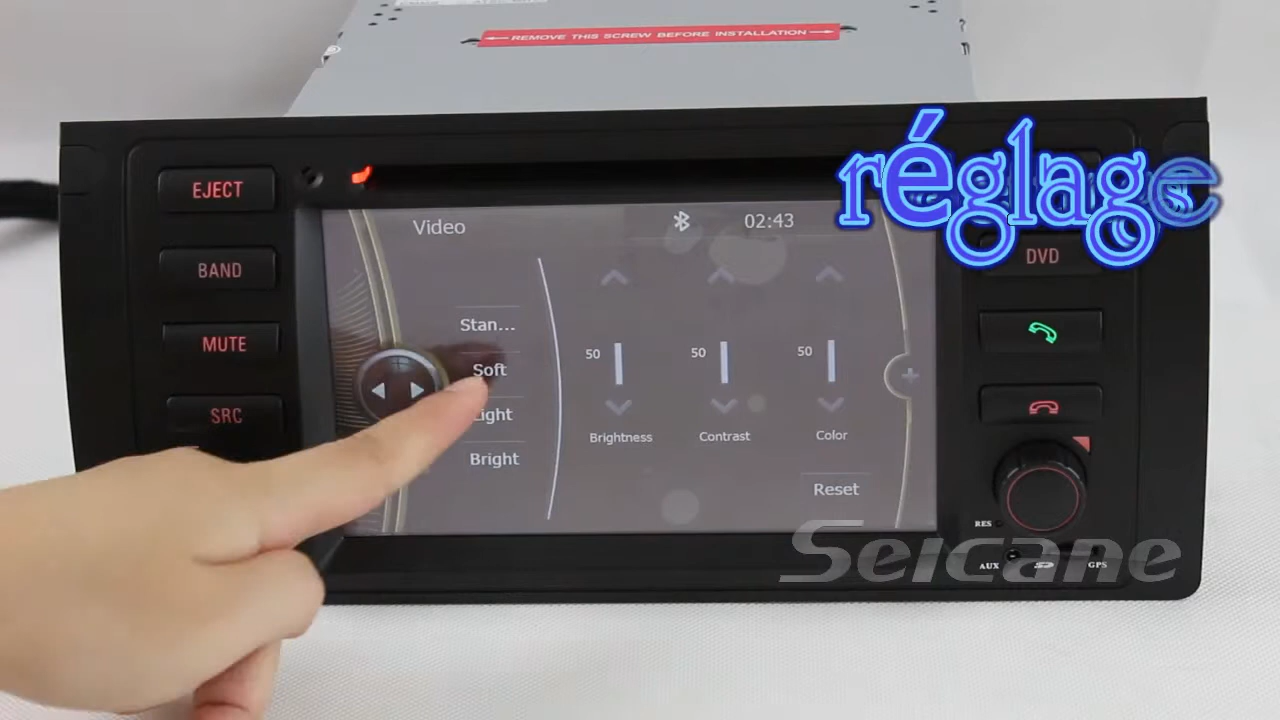 REMOVE THIS SCREW BEFORE INSTALLATION
réglage
EJECT
BAND
MUTE
SRC
Video
02:43
Stan...
Soft
Light
Bright
50
50
50
Brightness
Contrast
Color
Reset
DVD
RES
AUX
GPS
Seicane